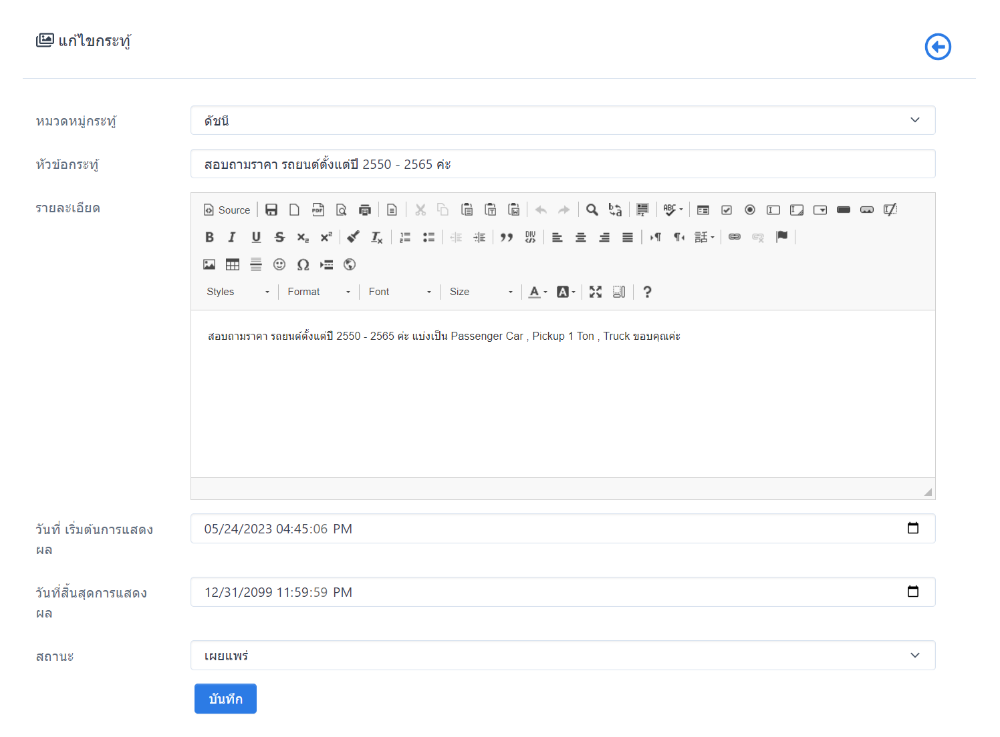 แก้ไขกระทู้
หมวดหมู่กระทู้
ดัชนี
หัวข้อกระทู้
สอบถามราคา รถยนต์ตั้งแต่ปี 2550 - 2565 ค่ะ
รายละเอียด
Source
Styles Format Font Size
สอบถามราคา รถยนต์ตั้งแต่ปี 2550 - 2565 ค่ะ แบ่งเป็น Passenger Car , Pickup 1 Ton , Truck ขอบคุณค่ะ
วันที่ เริ่มต้นการแสดง
ผล
05/24/2023 04:45:06 PM
วันที่สิ้นสุดการแสดง
ผล
12/31/2099 11:59:59 PM
สถานะ
เผยแพร่
บันทึก